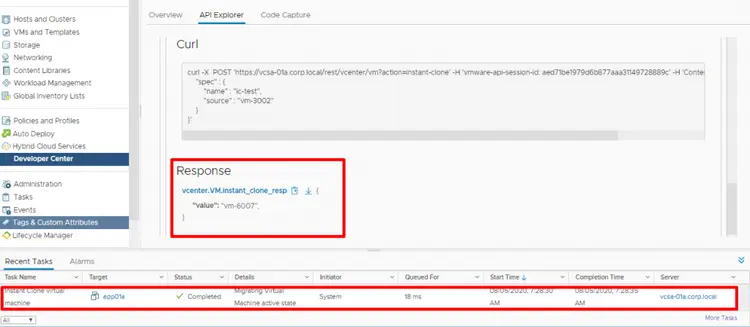 Overview API Explorer Code Capture
Hosts and Clusters
VMs and Templates
Storage
Networking
Content Libraries
Workload Management
Global Inventory Lists
Policies and Profiles
Auto Deploy
Hybrid Cloud Services
Developer Center
Administration
Tasks
Events
Tags & Custom Attributes
Lifecycle Manager
Curl
curl -X POST 'https://vcsa-01a.corp.local/rest/vcenter/vm?action=instant-clone' -H 'vmware-api-session-id: aed71be1979d6b877aaa31149728889c' -H 'Conte
"spec" : {
"name" : "ic-test",
"source" : "vm-3002"
}
}'
Response
vcenter.VM.instant_clone_resp {
"value": "vm-6007",
}
Recent Tasks Alarms
Task Name Target Status Details Initiator Queued For Start Time ↓ Completion Time Server
Instant Clone virtual machine app01a Completed Migrating Virtual Machine active state System 18 ms 08/05/2020, 7:28:30 AM 08/05/2020, 7:28:35 AM vcsa-01a.corp.local
All More Tasks